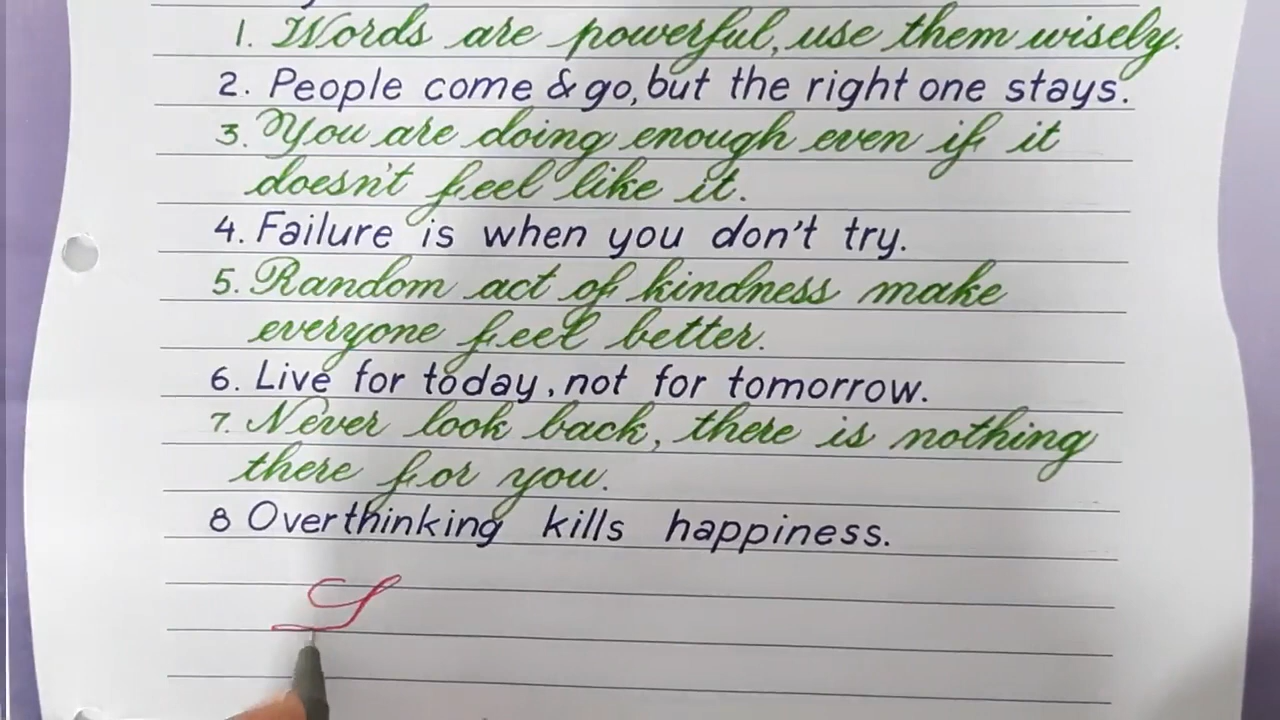 1. Words are powerful, use them wisely.
2. People come & go, but the right one stays.
3. You are doing enough even if it
doesn't feel like it.
4. Failure is when you don't try.
5. Random act of kindness make
everyone feel better.
6. Live for today, not for tomorrow.
7. Never look back, there is nothing
there for you.
8 Overthinking kills happiness.